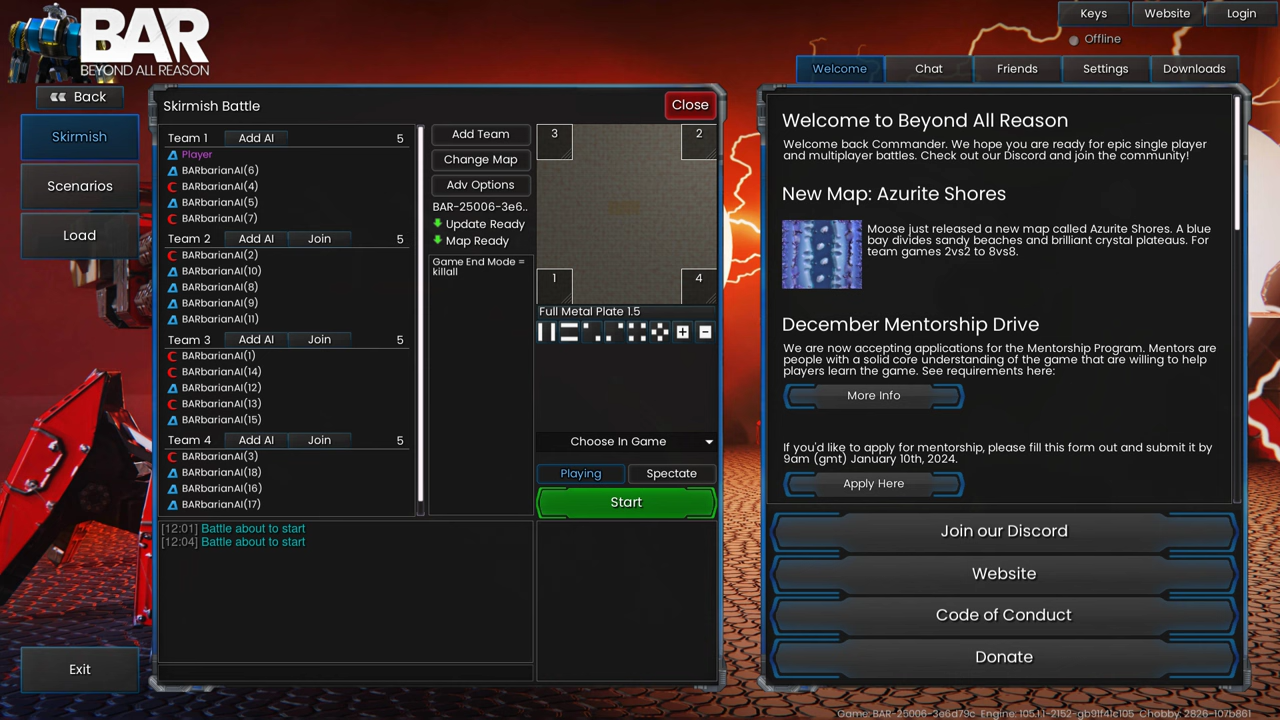 BAR
BEYOND ALL REASON
Keys
Website
Login
Offline
Welcome
Chat
Friends
Settings
Downloads
Back
Skirmish
Scenarios
Load
Exit
Skirmish Battle
Close
Team 1 Add AI 5
Player
BARbarianAI(6)
BARbarianAI(4)
BARbarianAI(5)
BARbarianAI(7)
Team 2 Add AI Join 5
BARbarianAI(2)
BARbarianAI(10)
BARbarianAI(8)
BARbarianAI(9)
BARbarianAI(11)
Team 3 Add AI Join 5
BARbarianAI(1)
BARbarianAI(14)
BARbarianAI(12)
BARbarianAI(13)
BARbarianAI(15)
Team 4 Add AI Join 5
BARbarianAI(3)
BARbarianAI(18)
BARbarianAI(16)
BARbarianAI(17)
[12:01] Battle about to start
[12:04] Battle about to start
Add Team
Change Map
Adv Options
BAR-25006-3e6..
Update Ready
Map Ready
Game End Mode =
killall
3
2
1
4
Full Metal Plate 1.5
Choose In Game
Playing
Spectate
Start
Welcome to Beyond All Reason
Welcome back Commander. We hope you are ready for epic single player
and multiplayer battles. Check out our Discord and join the community!
New Map: Azurite Shores
Moose just released a new map called Azurite Shores. A blue
bay divides sandy beaches and brilliant crystal plateaus. For
team games 2vs2 to 8vs8.
December Mentorship Drive
We are now accepting applications for the Mentorship Program. Mentors are
people with a solid core understanding of the game that are willing to help
players learn the game. See requirements here:
More Info
If you'd like to apply for mentorship, please fill this form out and submit it by
9am (gmt) January 10th, 2024.
Apply Here
Join our Discord
Website
Code of Conduct
Donate
Game: BAR-25006-3e6d79c Engine: 105.1.1-2152-gb91f41e105 Chobby: 2826-107b861